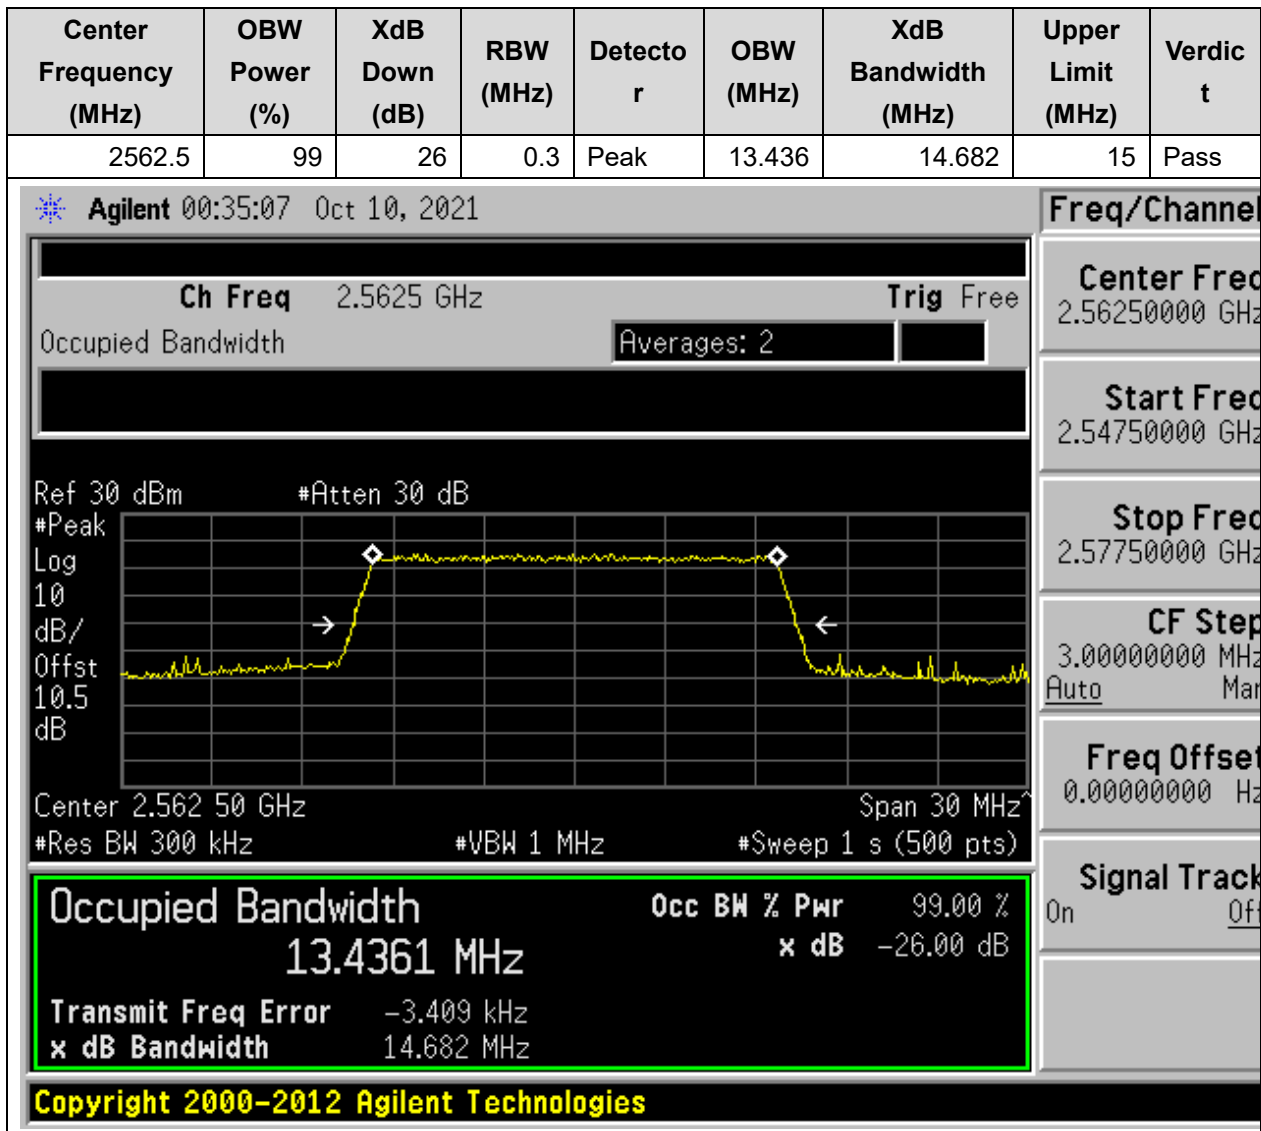 Center Frequency (MHz) OBW Power (%) XdB Down (dB) RBW (MHz) Detecto r OBW (MHz) XdB Bandwidth (MHz) Upper Limit (MHz) Verdic t
2562.5 99 26 0.3 Peak 13.436 14.682 15 Pass
Agilent 00:35:07 Oct 10, 2021
Freq/Channel
Ch Freq 2.5625 GHz Trig Free
Occupied Bandwidth Averages: 2
Ref 30 dBm #Atten 30 dB
#Peak
Log
10
dB/
Offst
10.5
dB
Center 2.562 50 GHz Span 30 MHz^
#Res BW 300 kHz #VBW 1 MHz #Sweep 1 s (500 pts)
Occupied Bandwidth
13.4361 MHz
Occ BW % Pwr 99.00 %
x dB -26.00 dB
Transmit Freq Error -3.409 kHz
x dB Bandwidth 14.682 MHz
Center Freq
2.56250000 GHz
Start Freq
2.54750000 GHz
Stop Freq
2.57750000 GHz
CF Step
3.00000000 MHz
Auto Man
Freq Offset
0.00000000 Hz
Signal Track
On Off
Copyright 2000-2012 Agilent Technologies